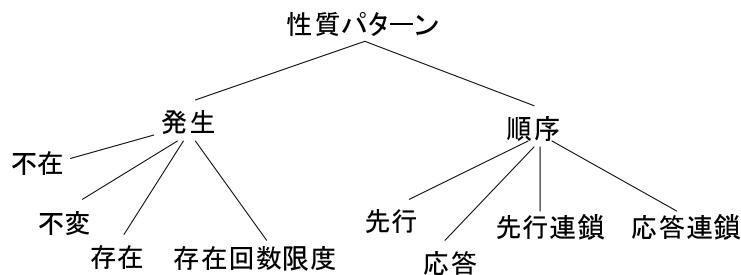 性質パターン
発生
順序
不在
不変
存在
存在回数限度
先行
応答
先行連鎖
応答連鎖